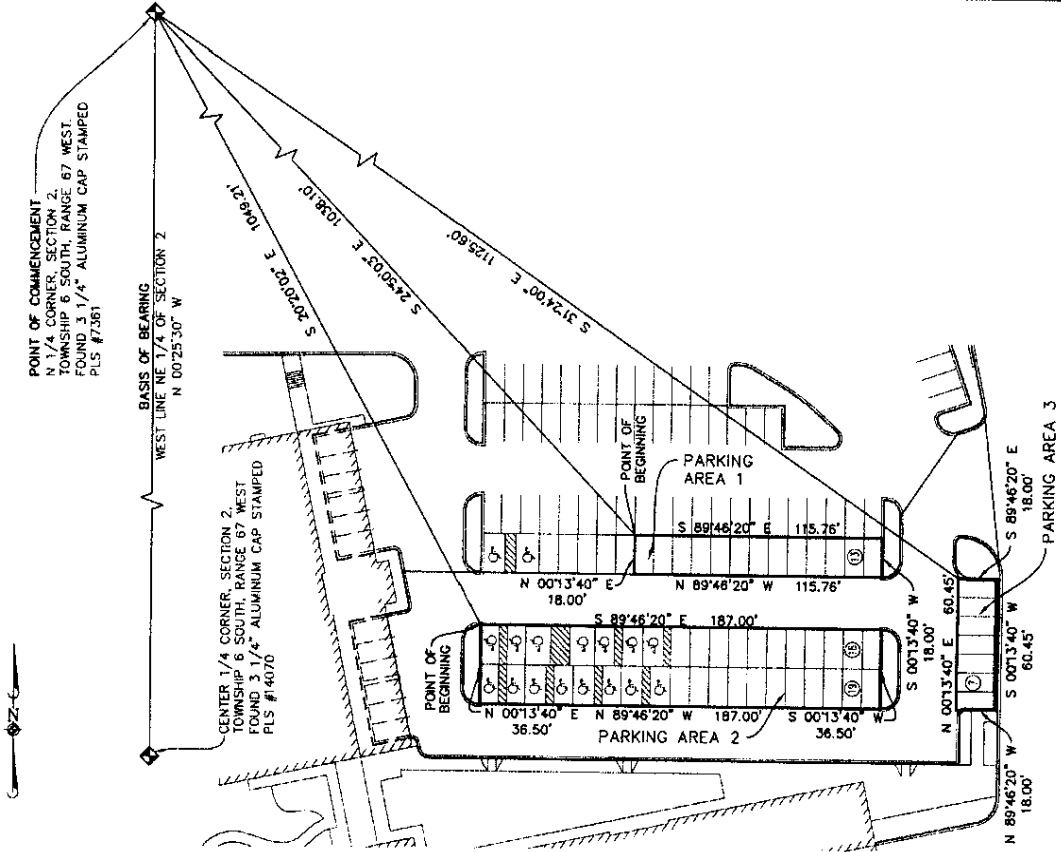 POINT OF COMMENCEMENT
N 1/4 CORNER, SECTION 2,
TOWNSHIP 6 SOUTH, RANGE 67 WEST.
FOUND 3 1/4" ALUMINUM CAP STAMPED
PLS #7361
BASIS OF BEARING
WEST LINE NE 1/4 OF SECTION 2
N 00°25'30" W
CENTER 1/4 CORNER, SECTION 2,
TOWNSHIP 6 SOUTH, RANGE 67 WEST
FOUND 3 1/4" ALUMINUM CAP STAMPED
PLS #14070
N
S 20°20'02" E 1049.21'
S 24°50'03" E 1038.10'
S 31°24'00" E 1125.60'
POINT OF
BEGINNING
PARKING
AREA 1
S 89°46'20" E 115.76'
13
N 00°13'40" E
18.00'
N 89°46'20" W 115.76'
S 00°13'40" W
18.00'
POINT OF
BEGINNING
S 89°46'20" E 187.00'
19
N 00°13'40" E
36.50'
N 89°46'20" W 187.00'
S 00°13'40" W
36.50'
PARKING AREA 2
N 00°13'40" E 60.45'
7
S 00°13'40" W
60.45'
S 89°46'20" E
18.00'
PARKING AREA 3
N 89°46'20" W
18.00'